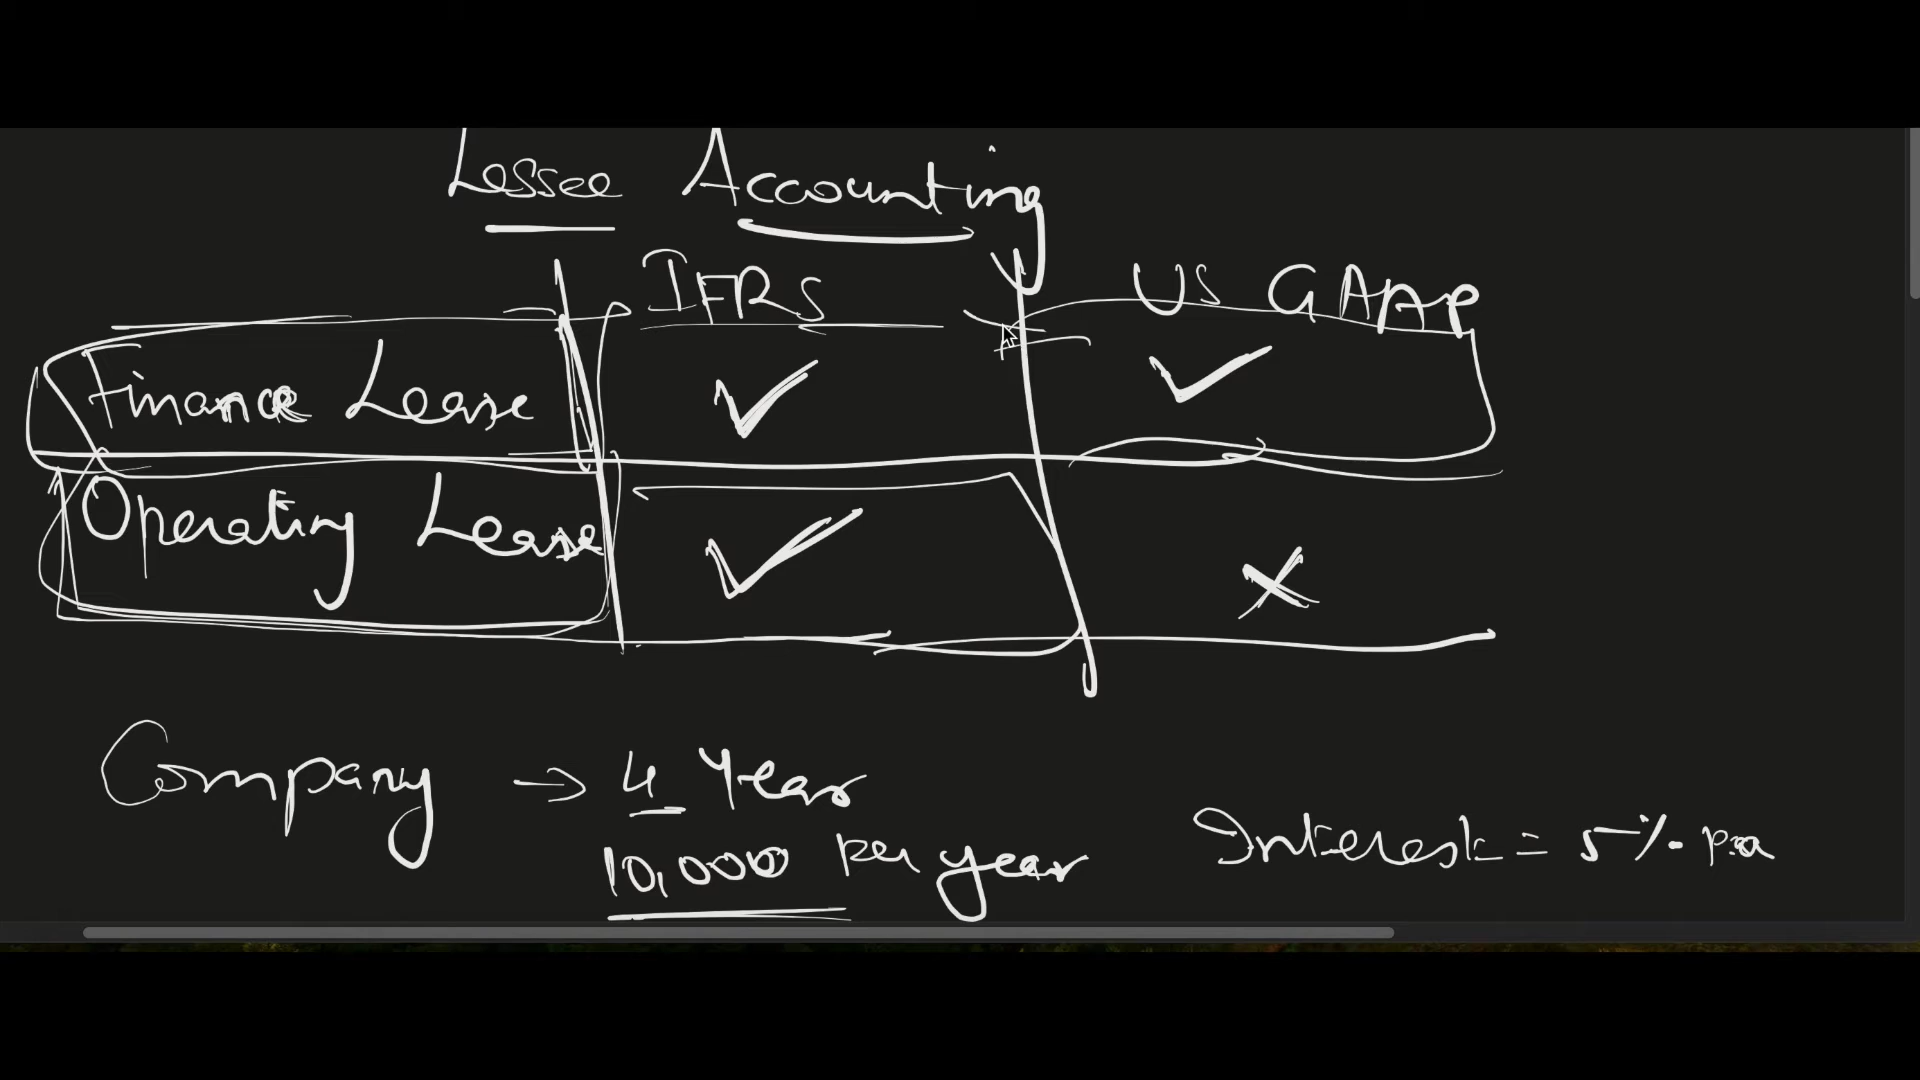 Lessee Accounting
IFRS US GAAP
Finance Lease ✓ ✓
Operating Lease ✓ ✗
Company → 4 Year
10,000 per year Interest = 5% p.a